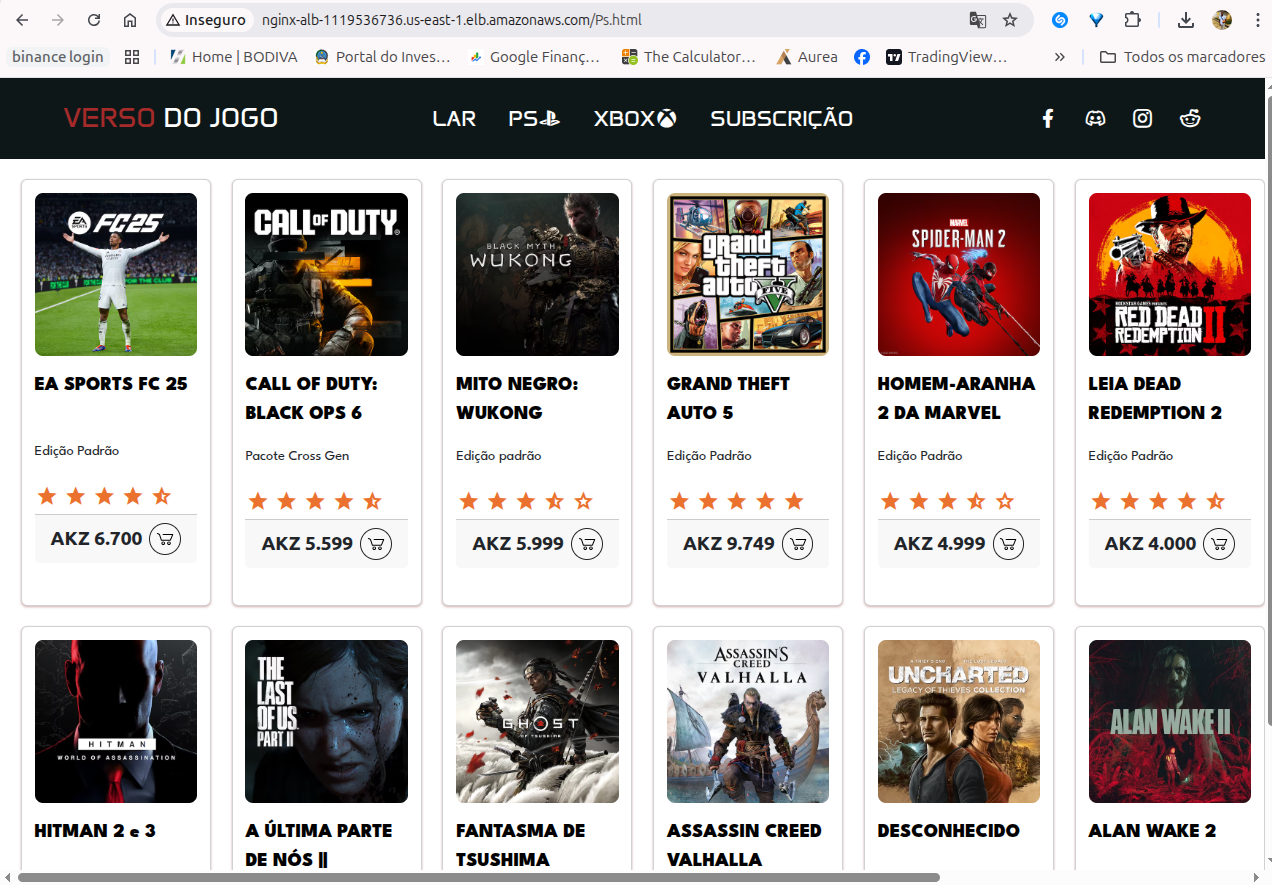 Inseguro
nginx-alb-1119536736.us-east-1.elb.amazonaws.com/Ps.html
binance login
Home | BODIVA
Portal do Inves…
Google Finanç…
The Calculator…
Aurea
TradingView…
»
Todos os marcadores
VERSO DO JOGO
LAR
PS
XBOX
SUBSCRIÇÃO
EA SPORTS FC25
CALL OF DUTY
BLACK MYTH
WUKONG
grand
theft
auto V
FIVE
MARVEL
SPIDER-MAN 2
RED DEAD
REDEMPTION II
EA SPORTS FC 25
CALL OF DUTY:
BLACK OPS 6
MITO NEGRO:
WUKONG
GRAND THEFT
AUTO 5
HOMEM-ARANHA
2 DA MARVEL
LEIA DEAD
REDEMPTION 2
Edição Padrão
Pacote Cross Gen
Edição padrão
Edição Padrão
Edição Padrão
Edição Padrão
AKZ 6.700
AKZ 5.599
AKZ 5.999
AKZ 9.749
AKZ 4.999
AKZ 4.000
HITMAN
WORLD OF ASSASSINATION
THE
LAST
OF US
PART II
GHOST
OF TSUSHIMA
ASSASSIN'S
CREED
VALHALLA
UNCHARTED
LEGACY OF THIEVES COLLECTION
ALAN WAKE II
HITMAN 2 e 3
A ÚLTIMA PARTE
DE NÓS ||
FANTASMA DE
TSUSHIMA
ASSASSIN CREED
VALHALLA
DESCONHECIDO
ALAN WAKE 2